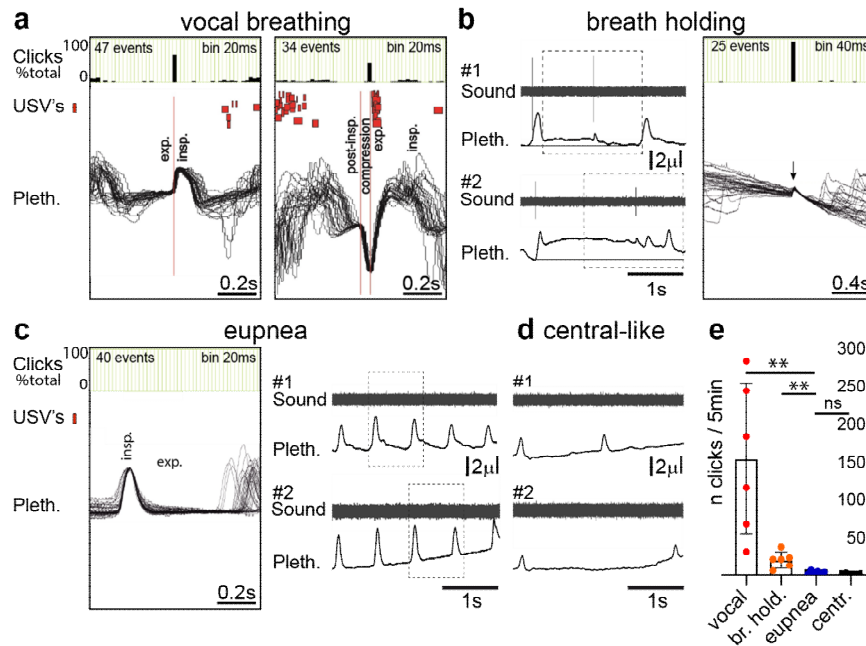 a vocal breathing
Clicks
%total
100
0
47 events bin 20ms
34 events bin 20ms
USV's
exp.
insp.
post-insp.
compression
exp.
insp.
Pleth.
0.2s
0.2s
b breath holding
#1
Sound
Pleth.
|2µl
#2
Sound
Pleth.
1s
25 events bin 40ms
0.4s
c eupnea
Clicks
%total
100
0
40 events bin 20ms
USV's
insp.
exp.
Pleth.
0.2s
#1
Sound
Pleth.
|2µl
#2
Sound
Pleth.
1s
d central-like
#1
|2µl
#2
1s
e
n clicks / 5min
300
250
200
150
100
50
0
**
**
ns
vocal
br. hold.
eupnea
centr.